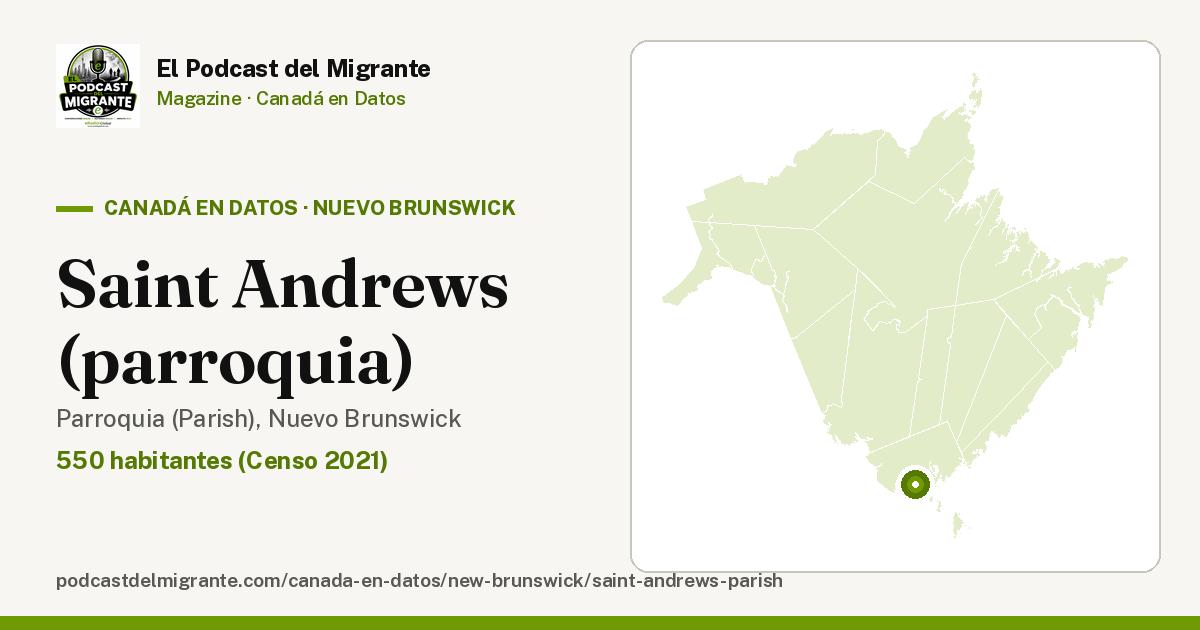 EL
PODCAST
DEL
MIGRANTE
El Podcast del Migrante
Magazine · Canadá en Datos
CANADÁ EN DATOS · NUEVO BRUNSWICK
Saint Andrews
(parroquia)
Parroquia (Parish), Nuevo Brunswick
550 habitantes (Censo 2021)
podcastdelmigrante.com/canada-en-datos/new-brunswick/saint-andrews-parish